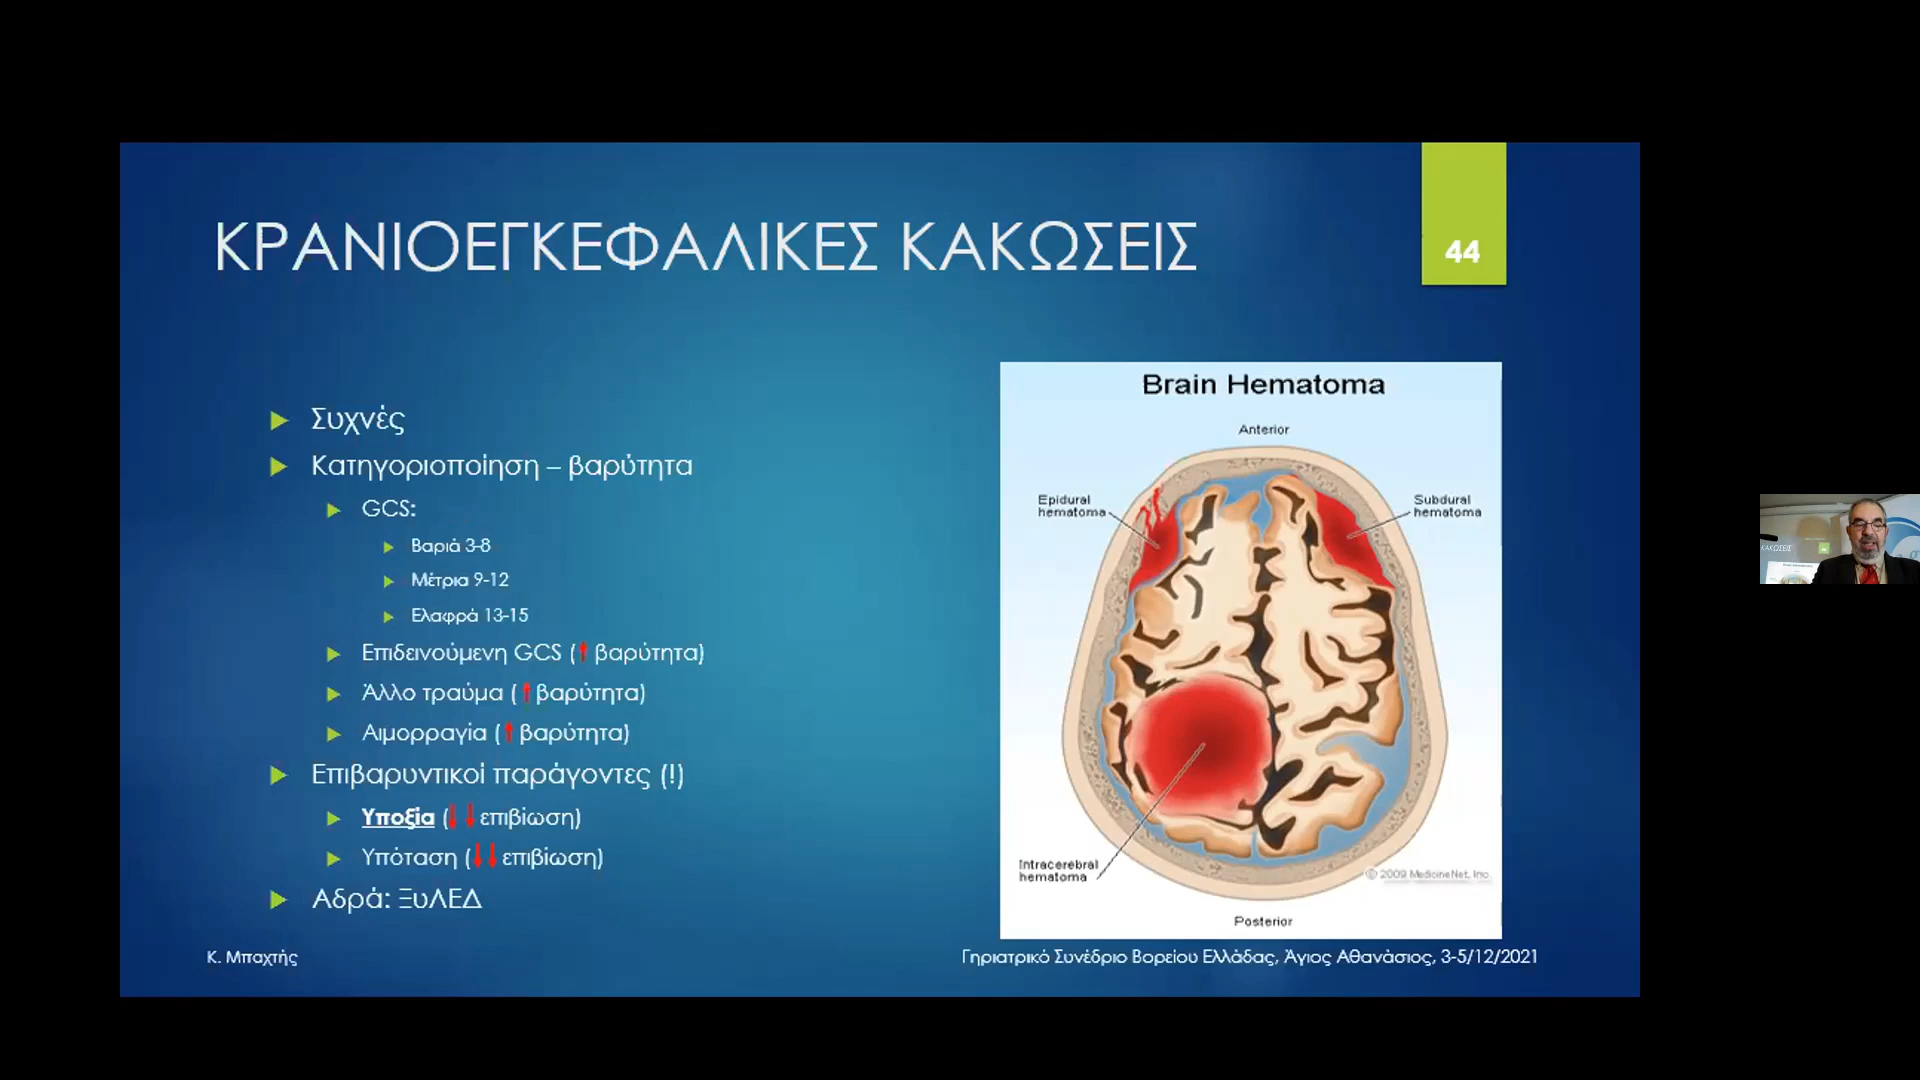 ΚΡΑΝΙΟΕΓΚΕΦΑΛΙΚΕΣ ΚΑΚΩΣΕΙΣ
44
Συχνές
Κατηγοριοποίηση – βαρύτητα
GCS:
Βαριά 3-8
Μέτρια 9-12
Ελαφρά 13-15
Επιδεινούμενη GCS (↑ βαρύτητα)
Άλλο τραύμα (↑ βαρύτητα)
Αιμορραγία (↑ βαρύτητα)
Επιβαρυντικοί παράγοντες (!)
Υποξία (↓ ↓ επιβίωση)
Υπόταση (↓↓ επιβίωση)
Αδρά: ΞυΛΕΔ
Brain Hematoma
Anterior
Epidural
hematoma
Subdural
hematoma
Intracerebral
hematoma
© 2009 MedicineNet, Inc.
Posterior
Κ. Μπαχτής
Γηριατρικό Συνέδριο Βορείου Ελλάδας, Άγιος Αθανάσιος, 3-5/12/2021
ΚΑΚΩΣΕΙΣ